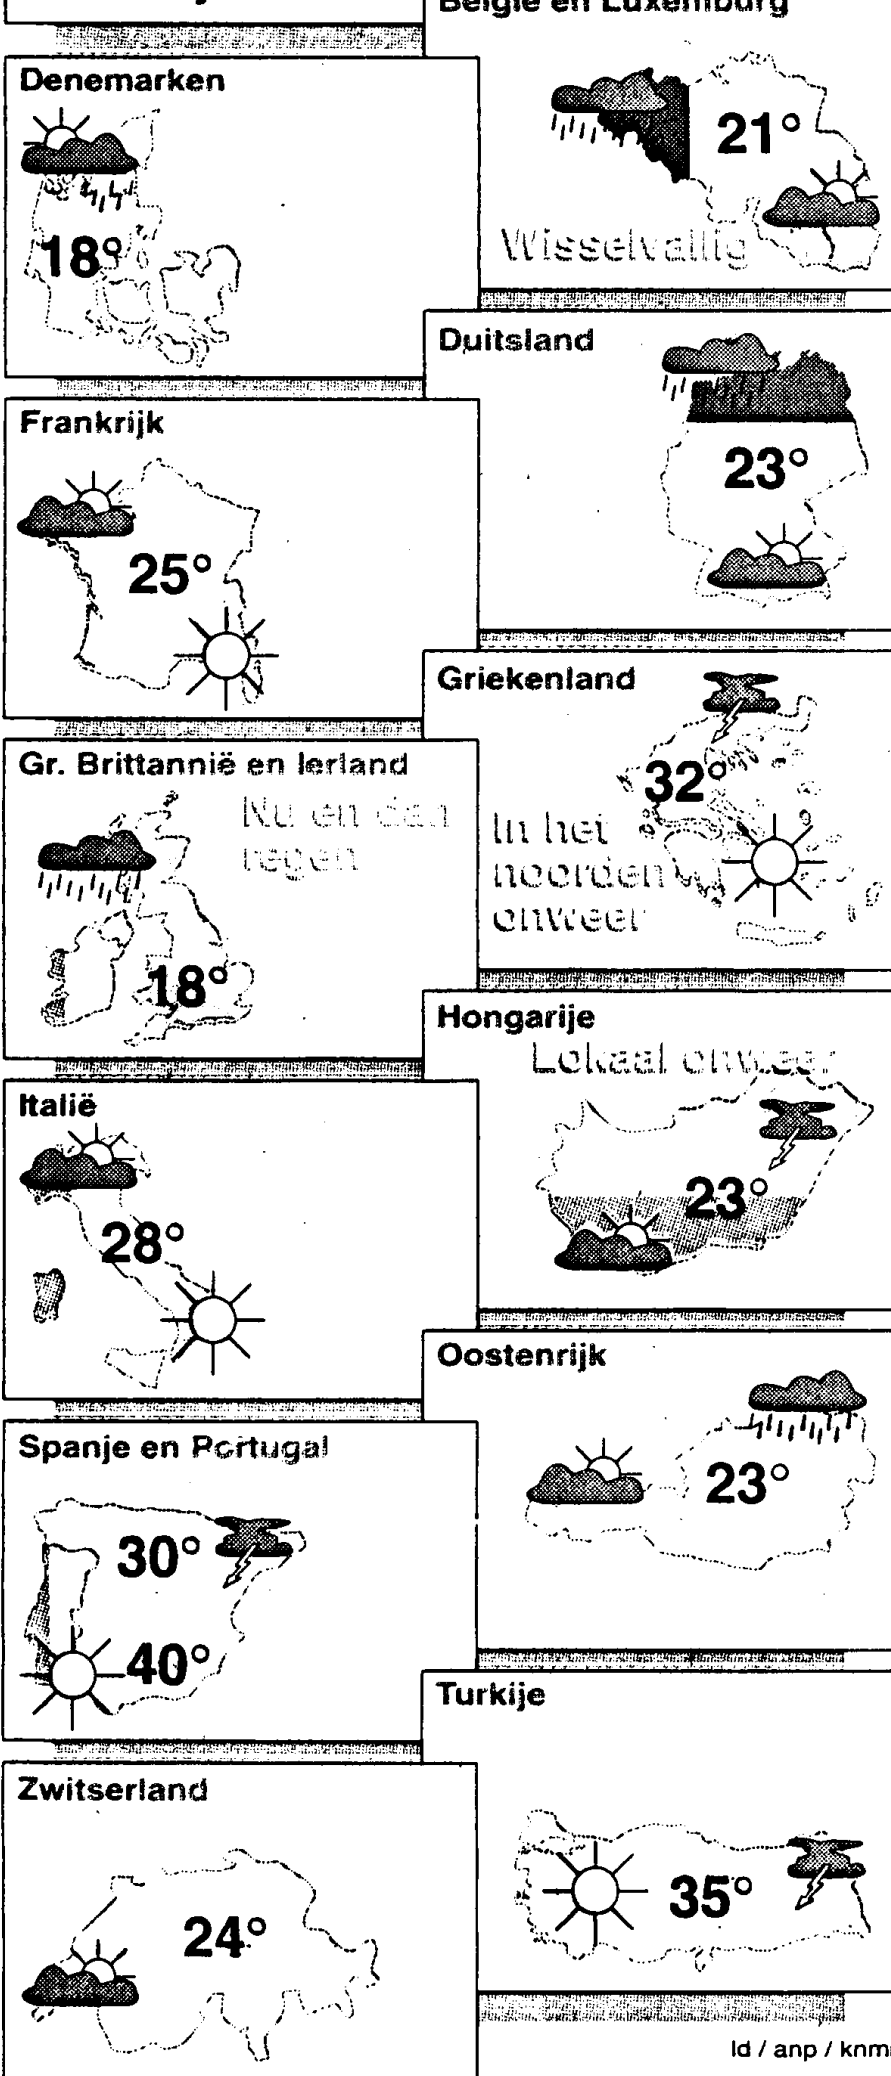 België en Luxemburg
21°
Wisselvallig
Denemarken
18°
Duitsland
23°
Frankrijk
25°
Griekenland
32°
In het
noorden
onweer
Gr. Brittannië en Ierland
Nu en dan
regen
18°
Hongarije
Lokaal onweer
23°
Italië
28°
Oostenrijk
23°
Spanje en Portugal
30°
40°
Turkije
35°
Zwitserland
24°
ld / anp / knmi